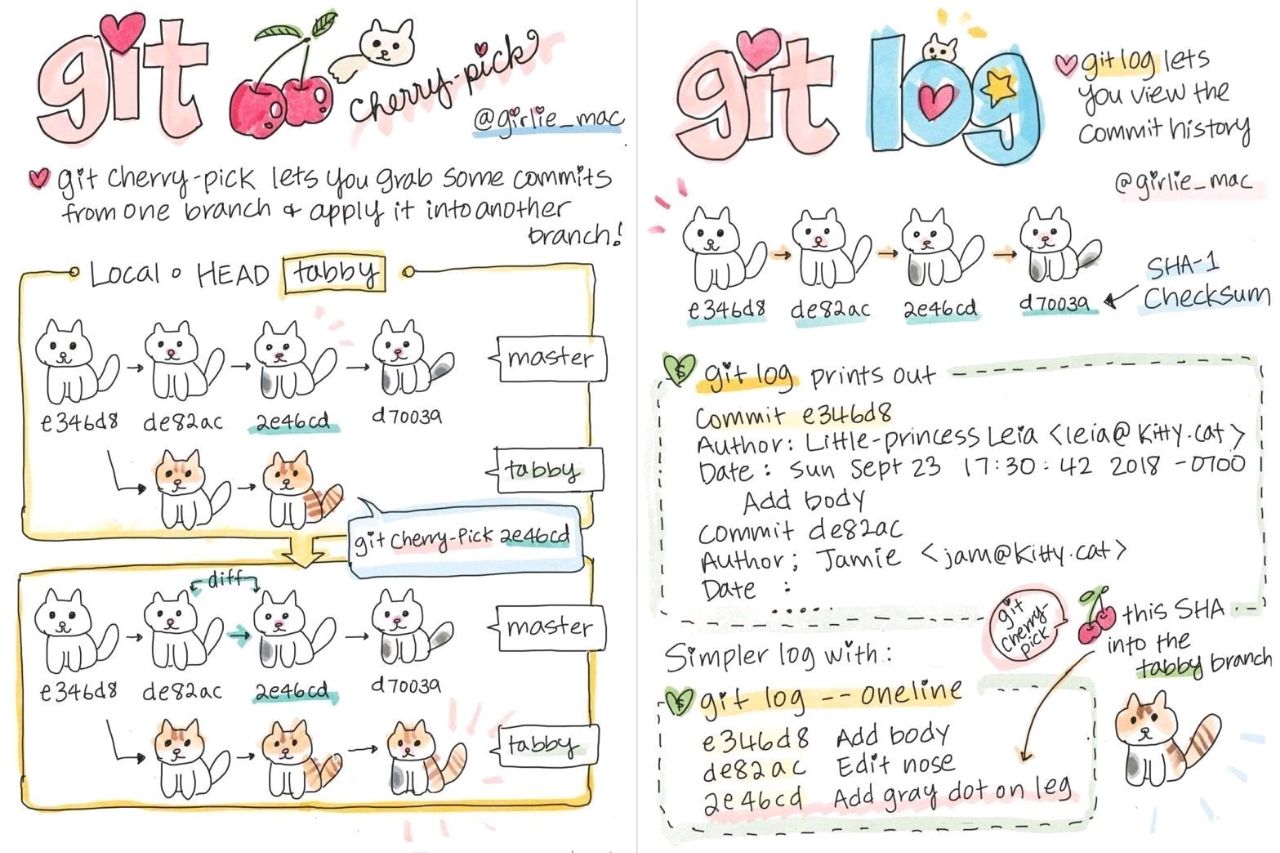 git cherry-pick
@girlie_mac
git cherry-pick lets you grab some commits
from one branch & apply it into another
branch!
Local • HEAD tabby
master
e346d8 de82ac 2e46cd d70039
tabby
git cherry-pick 2e46cd
diff
master
e346d8 de82ac 2e46cd d70039
tabby
git log
git log lets
you view the
commit history
@girlie_mac
e346d8 de82ac 2e46cd d70039
SHA-1
Checksum
$ git log prints out
Commit e346d8
Author: Little-princess Leia <leia@kitty.cat>
Date : Sun Sept 23 17:30:42 2018 -0700
Add body
Commit de82ac
Author; Jamie <jam@kitty.cat>
Date :
.....
git
cherry-
pick
this SHA
into the
tabby branch
Simpler log with:
$ git log -- oneline
e346d8 Add body
de82ac Edit nose
2e46cd Add gray dot on leg